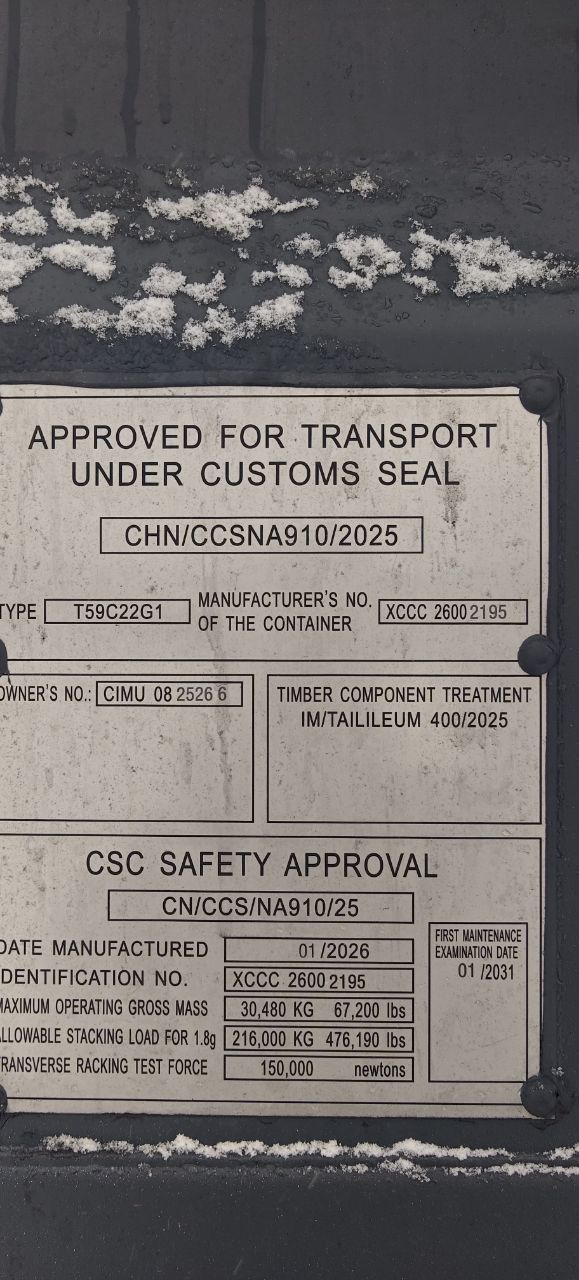 APPROVED FOR TRANSPORT
UNDER CUSTOMS SEAL
CHN/CCSNA910/2025
TYPE T59C22G1 MANUFACTURER'S NO. OF THE CONTAINER XCCC 26002195
OWNER'S NO.: CIMU 08 2526 6
TIMBER COMPONENT TREATMENT
IM/TAILILEUM 400/2025
CSC SAFETY APPROVAL
CN/CCS/NA910/25
DATE MANUFACTURED 01/2026
IDENTIFICATION NO. XCCC 2600 2195
MAXIMUM OPERATING GROSS MASS 30,480 KG 67,200 lbs
ALLOWABLE STACKING LOAD FOR 1.8g 216,000 KG 476,190 lbs
TRANSVERSE RACKING TEST FORCE 150,000 newtons
FIRST MAINTENANCE
EXAMINATION DATE
01 /2031